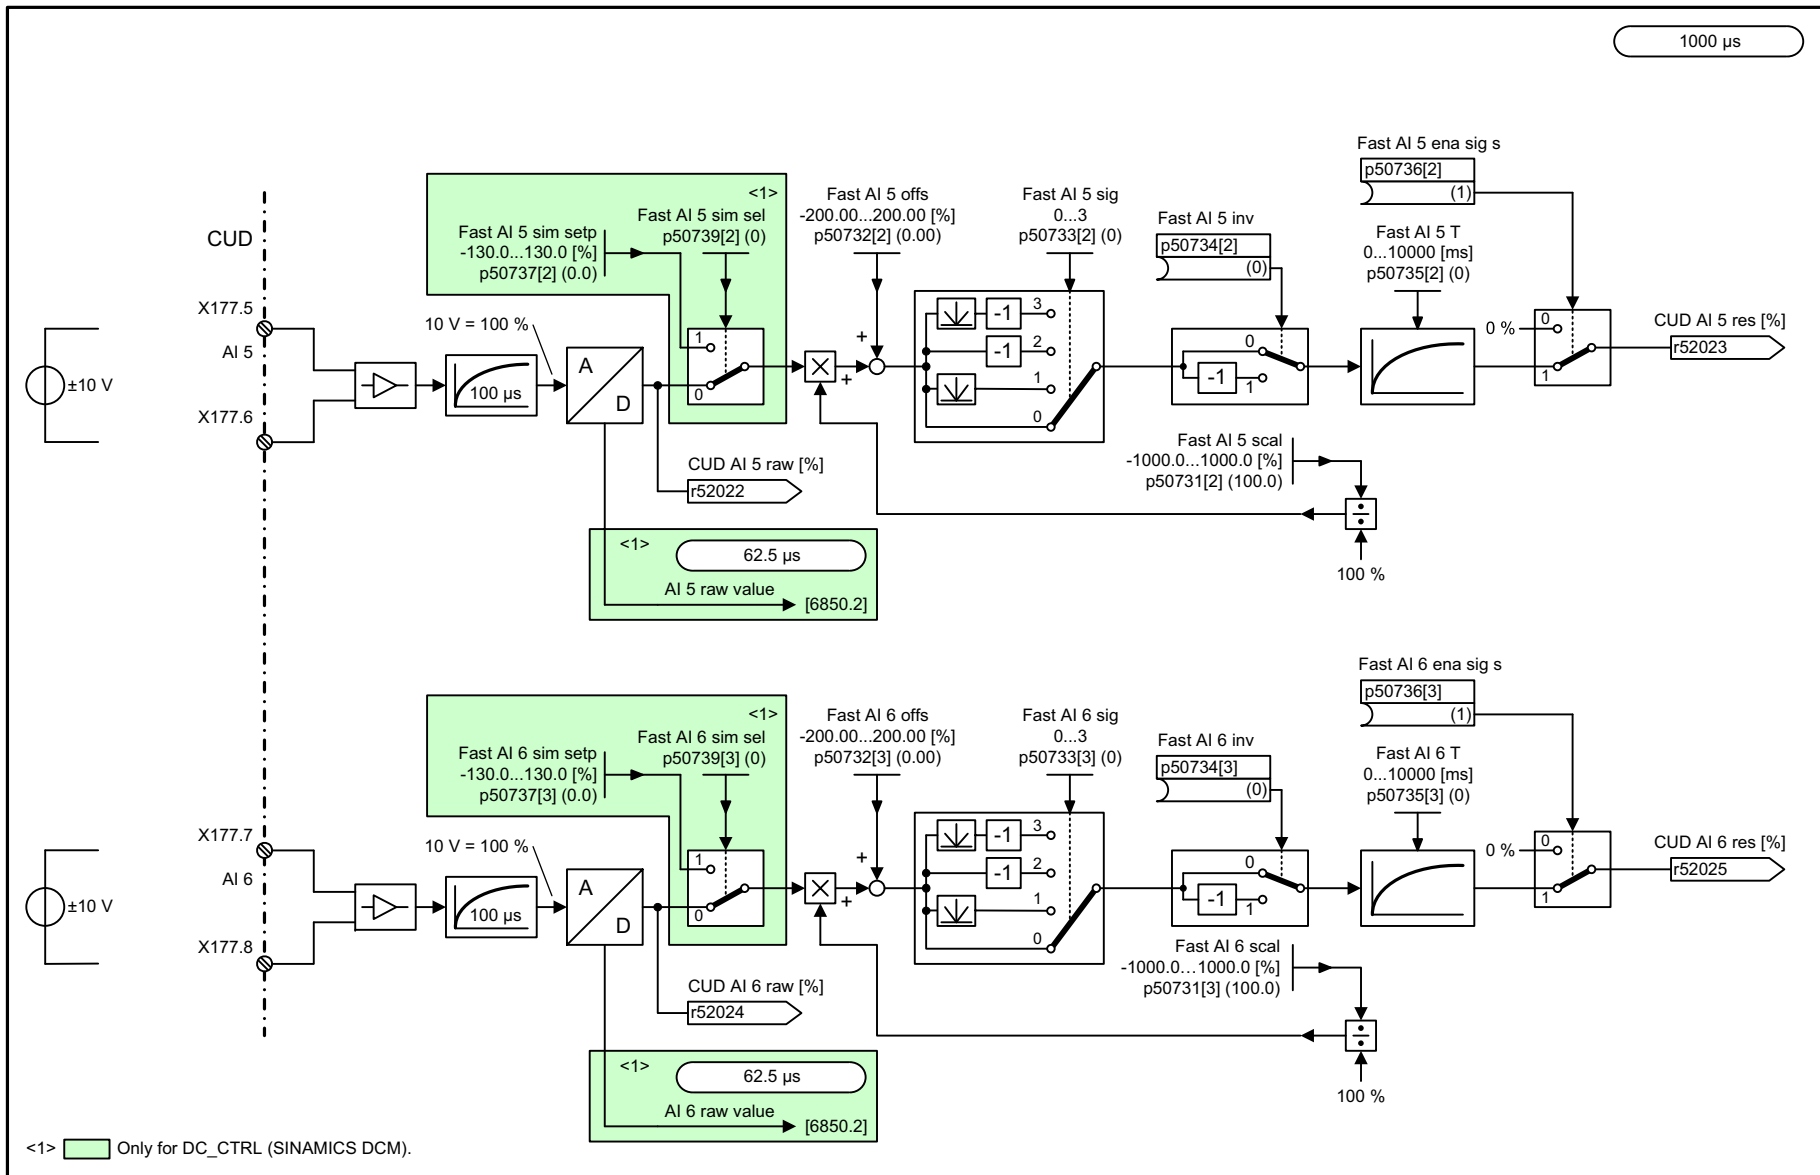 1000 µs
Fast AI 5 ena sig s
p50736[2]
(1)
<1>
Fast AI 5 sim setp
-130.0...130.0 [%]
p50737[2] (0.0)
Fast AI 5 sim sel
p50739[2] (0)
Fast AI 5 offs
-200.00...200.00 [%]
p50732[2] (0.00)
Fast AI 5 sig
0...3
p50733[2] (0)
Fast AI 5 inv
p50734[2]
(0)
Fast AI 5 T
0...10000 [ms]
p50735[2] (0)
CUD
X177.5
AI 5
X177.6
±10 V
10 V = 100 %
100 µs
A
D
1
0
+
+
-1
3
-1
2
1
0
0
-1
1
0 %
0
1
CUD AI 5 res [%]
r52023
Fast AI 5 scal
-1000.0...1000.0 [%]
p50731[2] (100.0)
100 %
CUD AI 5 raw [%]
r52022
<1>
62.5 µs
AI 5 raw value
[6850.2]
Fast AI 6 ena sig s
p50736[3]
(1)
<1>
Fast AI 6 sim setp
-130.0...130.0 [%]
p50737[3] (0.0)
Fast AI 6 sim sel
p50739[3] (0)
Fast AI 6 offs
-200.00...200.00 [%]
p50732[3] (0.00)
Fast AI 6 sig
0...3
p50733[3] (0)
Fast AI 6 inv
p50734[3]
(0)
Fast AI 6 T
0...10000 [ms]
p50735[3] (0)
X177.7
AI 6
X177.8
±10 V
10 V = 100 %
100 µs
A
D
1
0
+
+
-1
3
-1
2
1
0
0
-1
1
0 %
0
1
CUD AI 6 res [%]
r52025
Fast AI 6 scal
-1000.0...1000.0 [%]
p50731[3] (100.0)
100 %
CUD AI 6 raw [%]
r52024
<1>
62.5 µs
AI 6 raw value
[6850.2]
<1> Only for DC_CTRL (SINAMICS DCM).